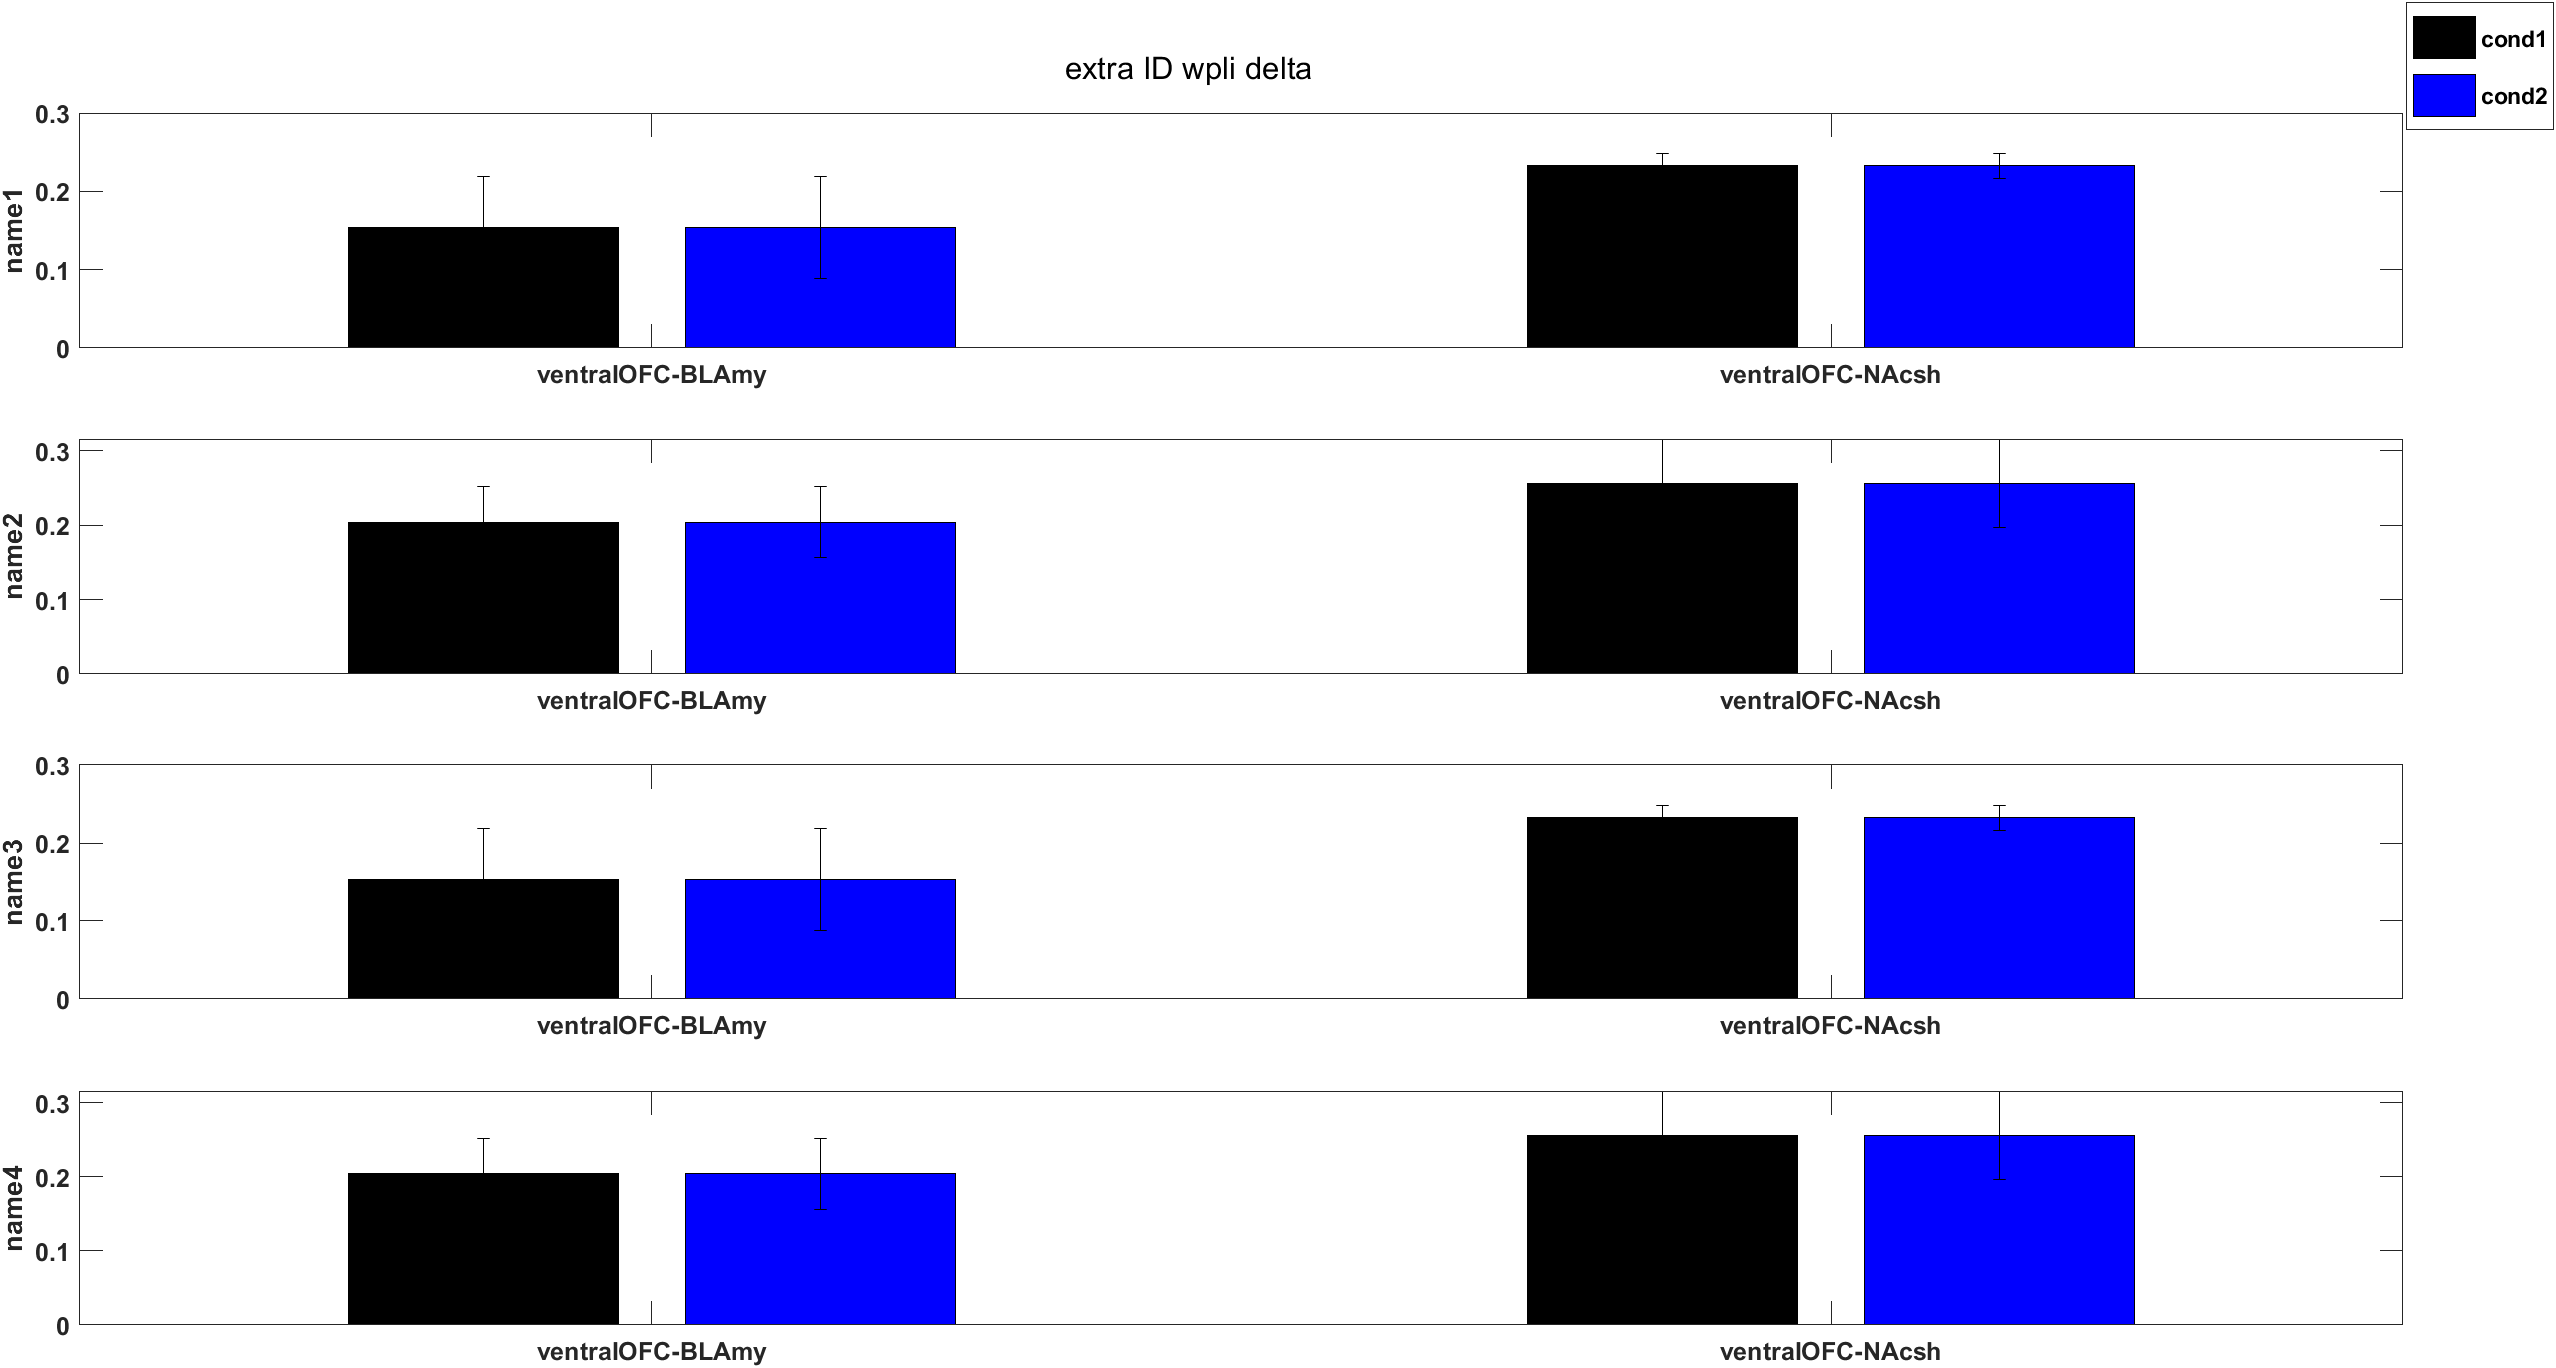 cond1
cond2
extra ID wpli delta
0.3
0.2
0.1
0
name1
ventralOFC-BLAmy
ventralOFC-NAcsh
0.3
0.2
0.1
0
name2
ventralOFC-BLAmy
ventralOFC-NAcsh
0.3
0.2
0.1
0
name3
ventralOFC-BLAmy
ventralOFC-NAcsh
0.3
0.2
0.1
0
name4
ventralOFC-BLAmy
ventralOFC-NAcsh